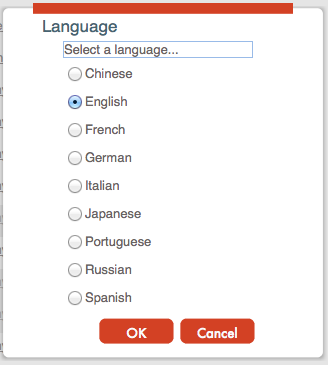 Language
Select a language...
Chinese
English
French
German
Italian
Japanese
Portuguese
Russian
Spanish
OK Cancel